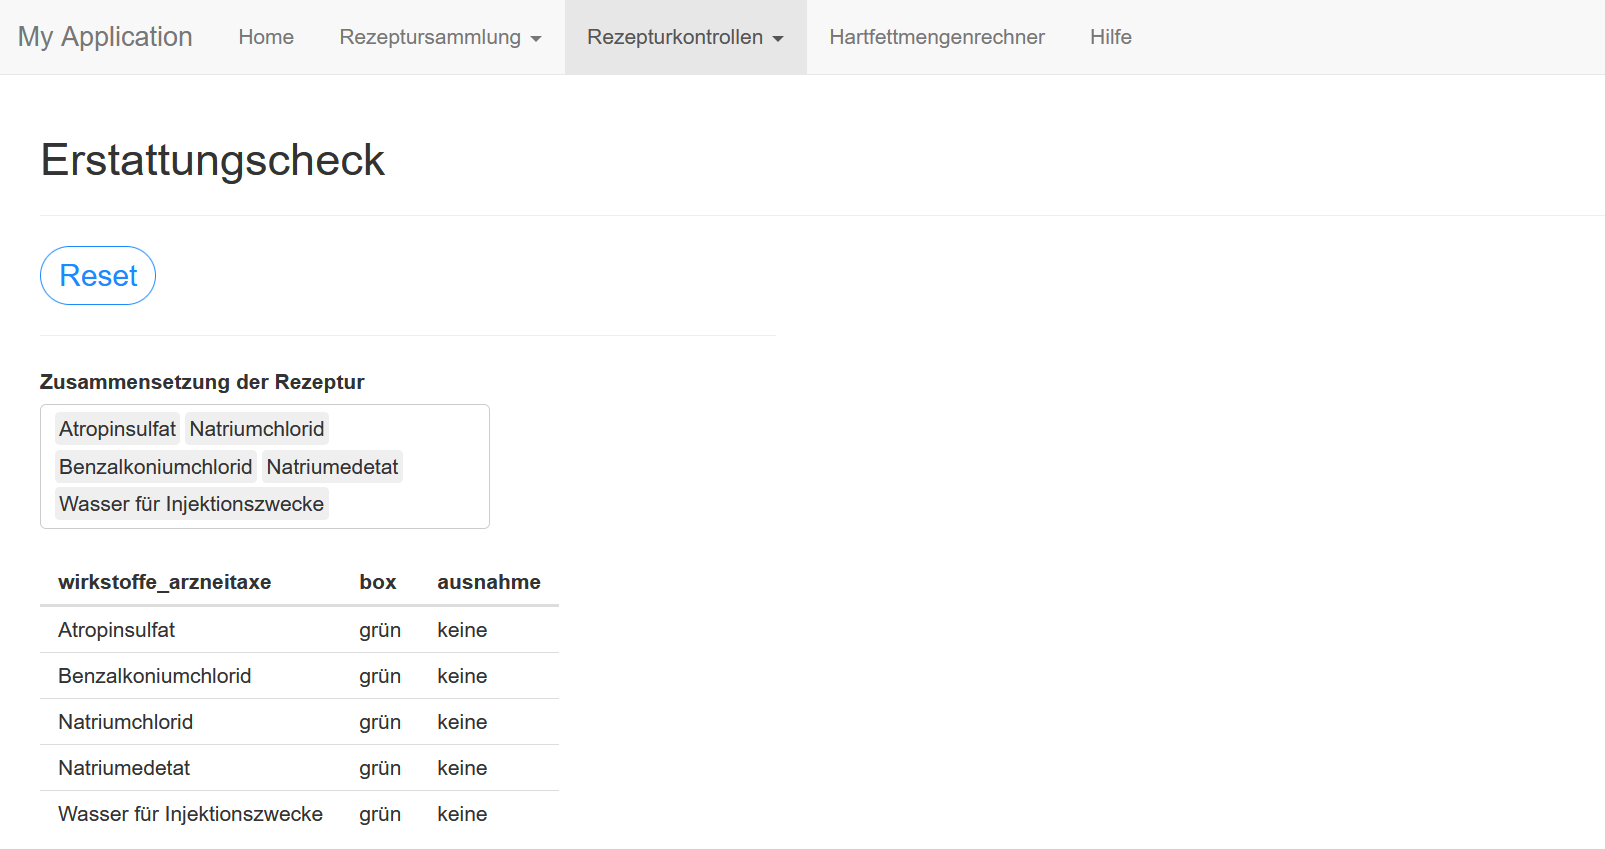 My Application Home Rezeptursammlung Rezepturkontrollen Hartfettmengenrechner Hilfe
Erstattungscheck
Reset
Zusammensetzung der Rezeptur
Atropinsulfat Natriumchlorid
Benzalkoniumchlorid Natriumedetat
Wasser für Injektionszwecke
wirkstoffe_arzneitaxe box ausnahme
Atropinsulfat grün keine
Benzalkoniumchlorid grün keine
Natriumchlorid grün keine
Natriumedetat grün keine
Wasser für Injektionszwecke grün keine